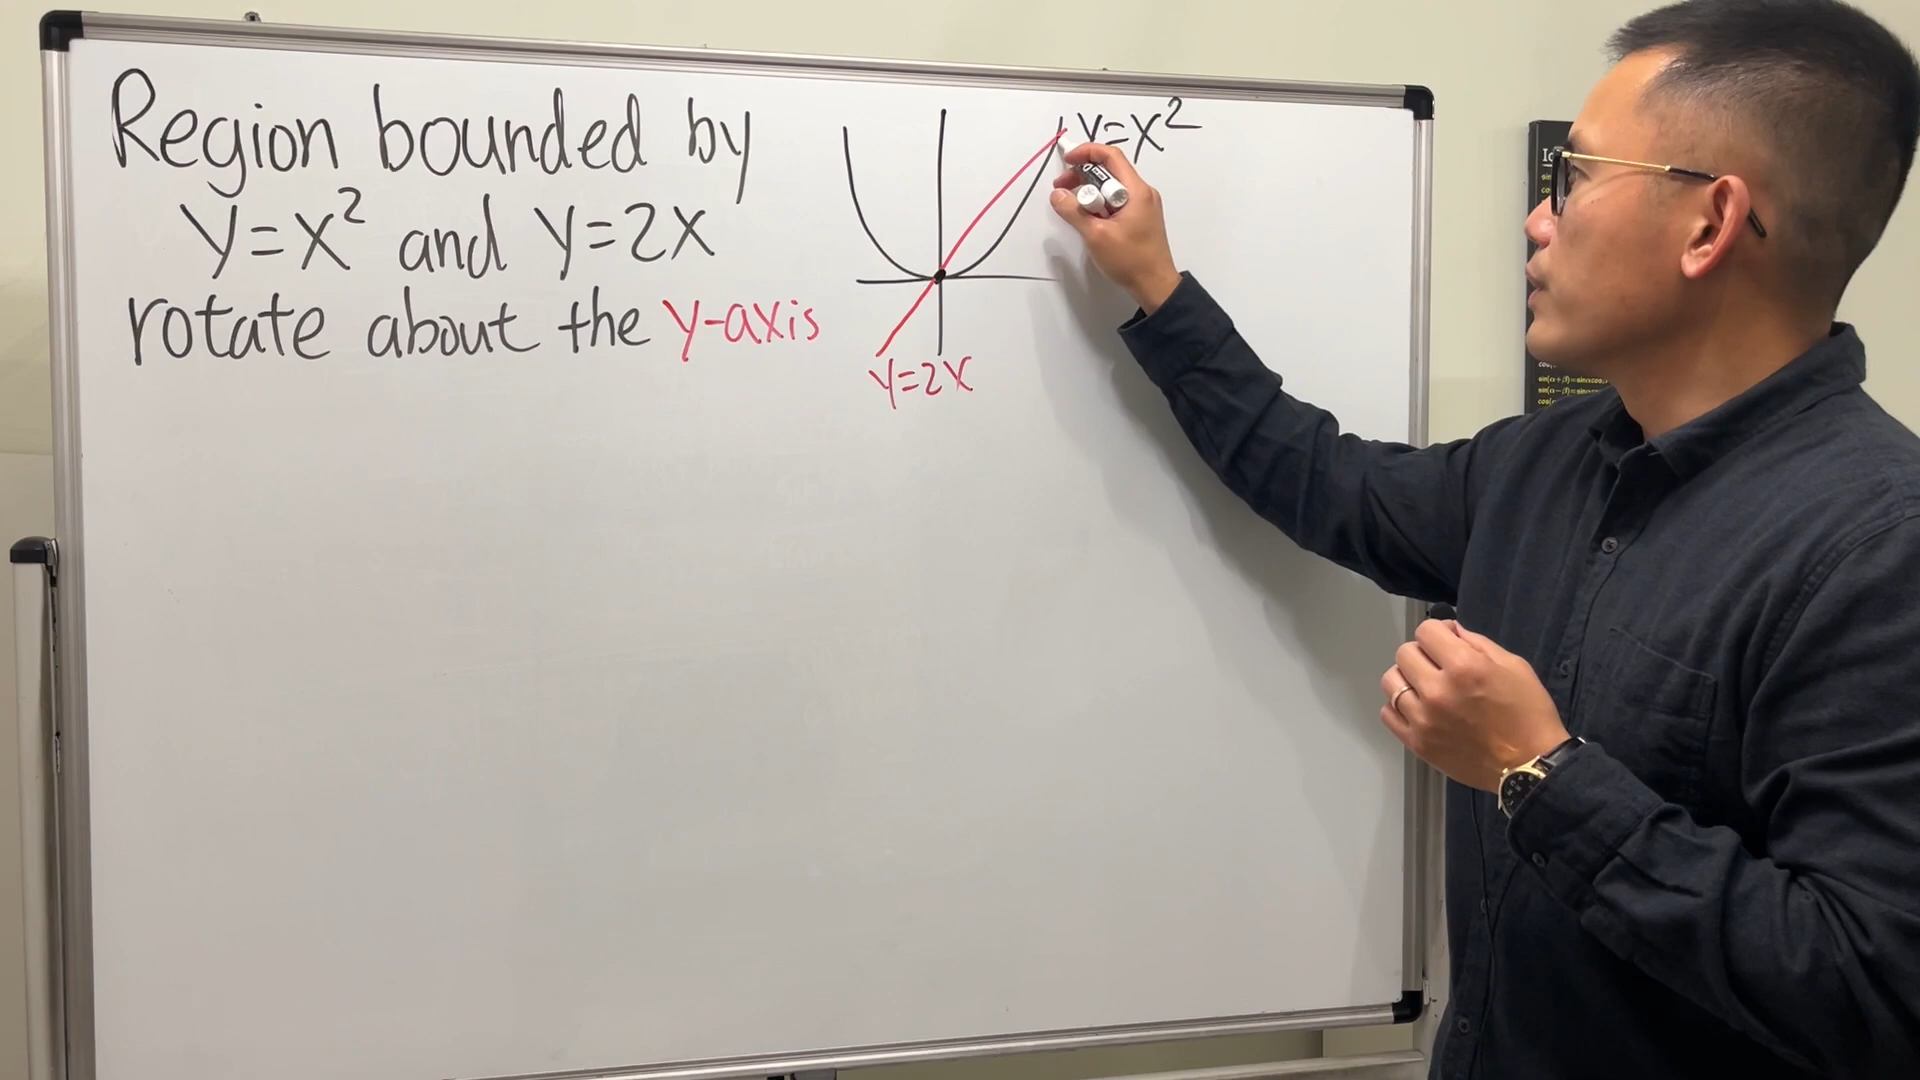 Region bounded by
y=x² and y=2x
rotate about the y-axis
y=x²
y=2x